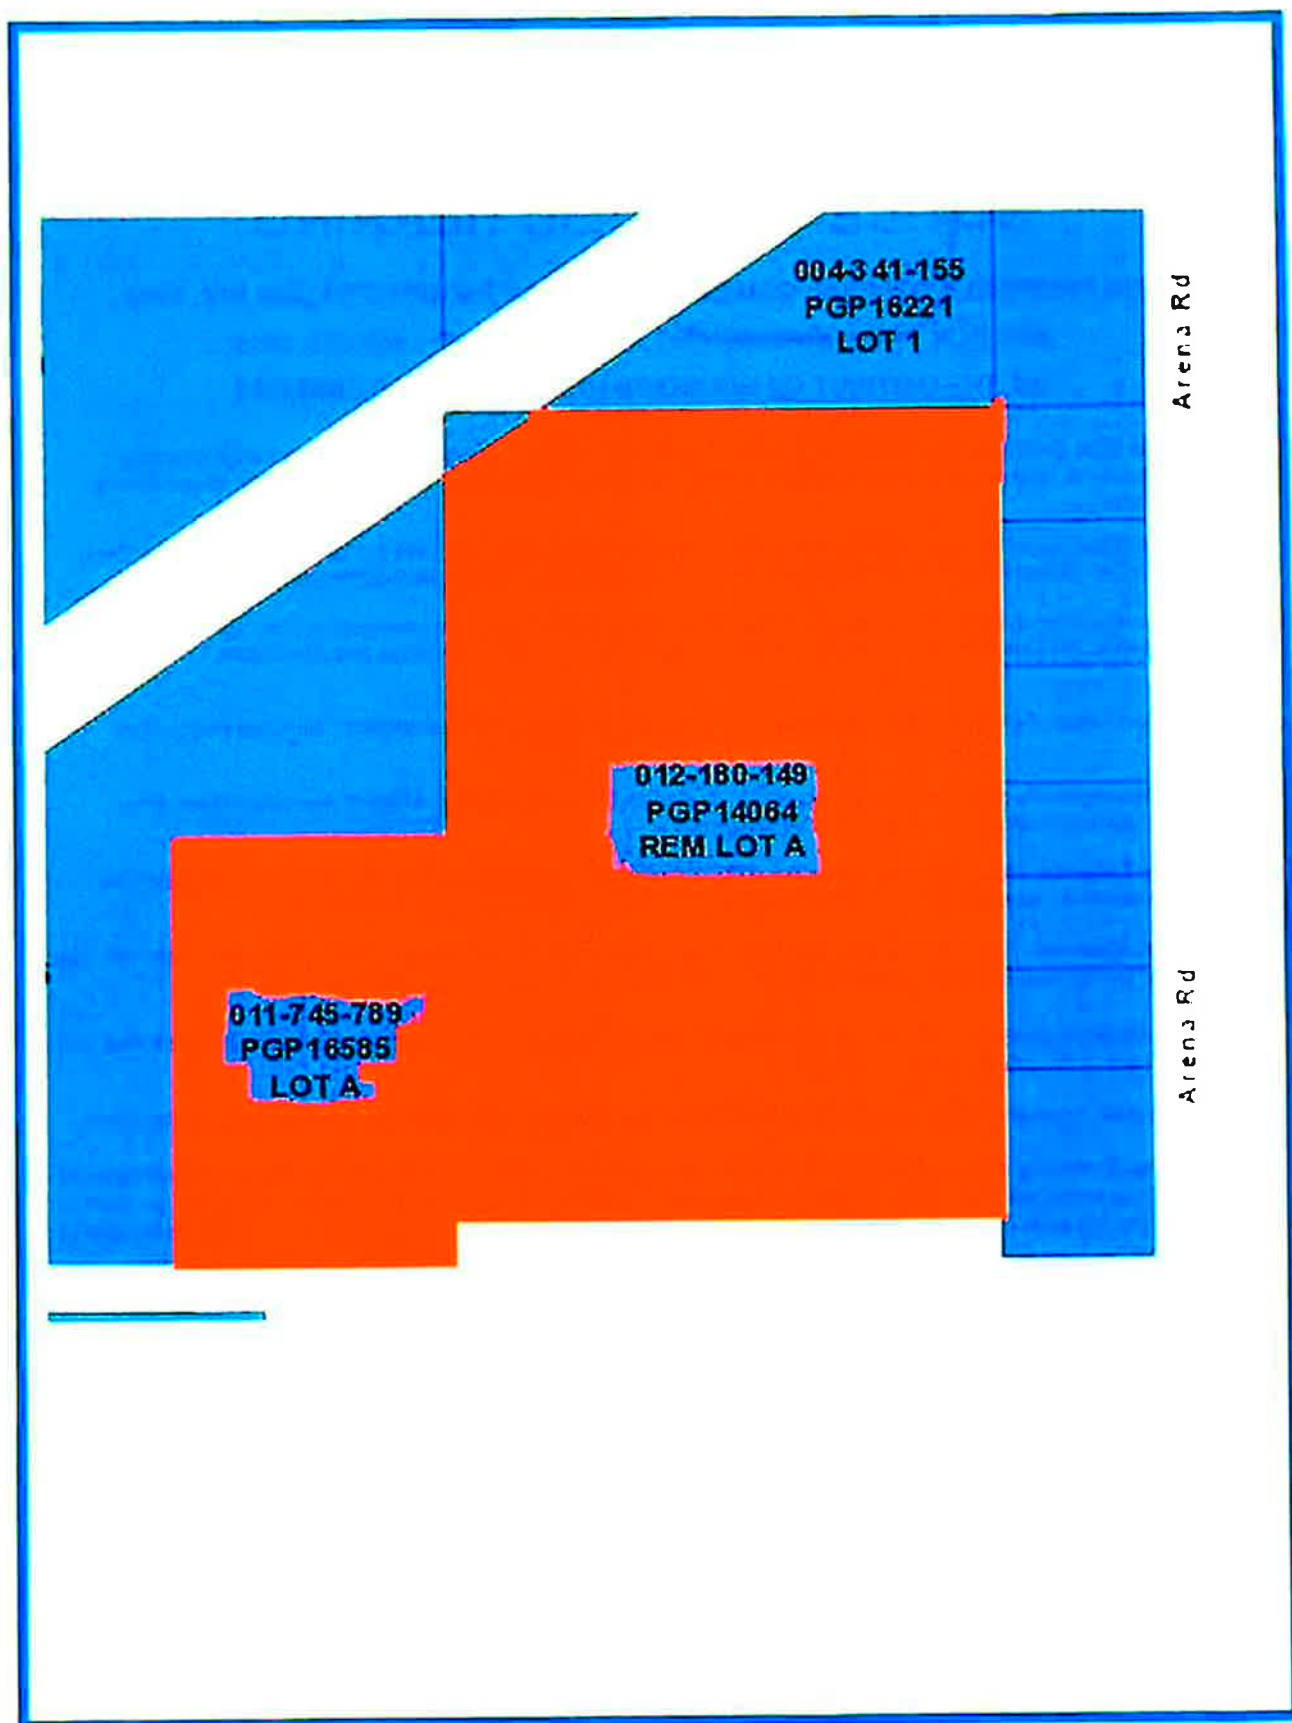 004-341-155
PGP16221
LOT 1
Arena Rd
012-180-149
PGP14064
REM LOT A
011-745-789
PGP16585
LOT A
Arena Rd